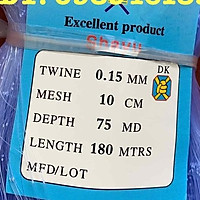 Excellent product
TWINE 0.15 MM
DK
MESH 10 CM
DEPTH 75 MD
LENGTH 180 MTRS
MFD/LOT